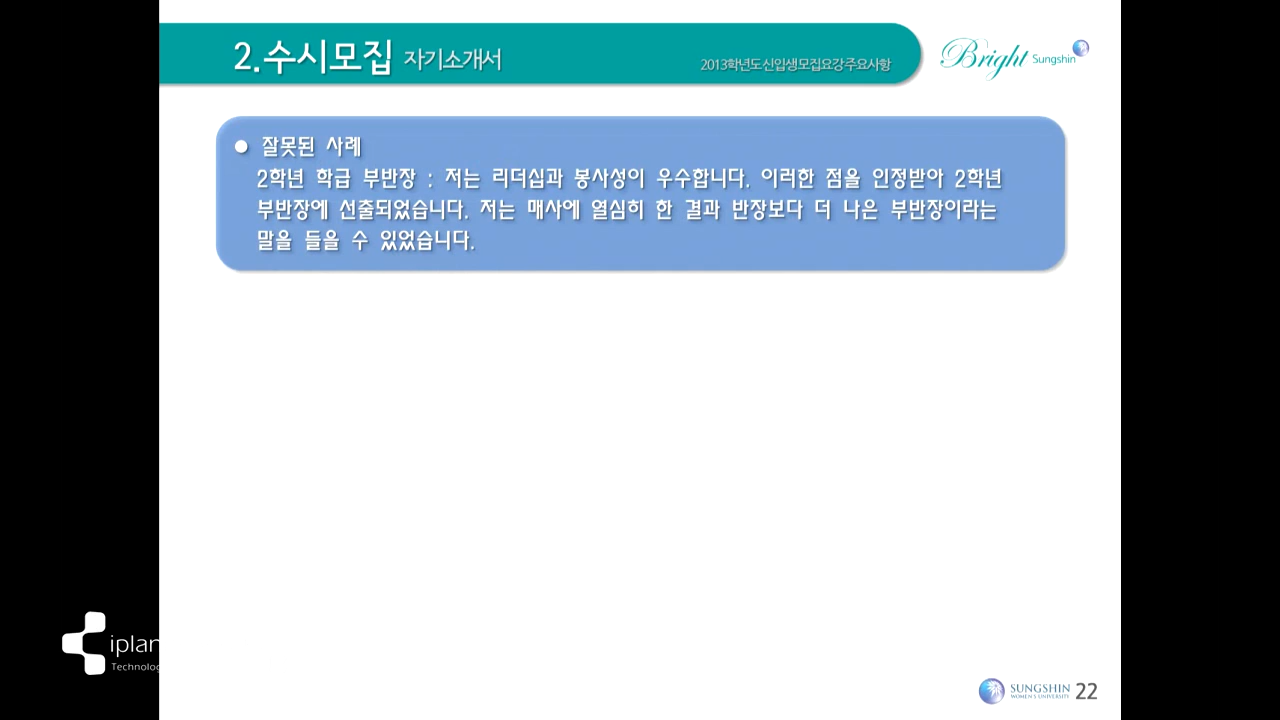 2.수시모집 자기소개서
2013학년도신입생모집요강주요사항
Bright Sungshin
● 잘못된 사례
2학년 학급 부반장 : 저는 리더십과 봉사성이 우수합니다. 이러한 점을 인정받아 2학년
부반장에 선출되었습니다. 저는 매사에 열심히 한 결과 반장보다 더 나은 부반장이라는
말을 들을 수 있었습니다.
iplan
Technolog
SUNGSHIN
WOMEN'S UNIVERSITY
22